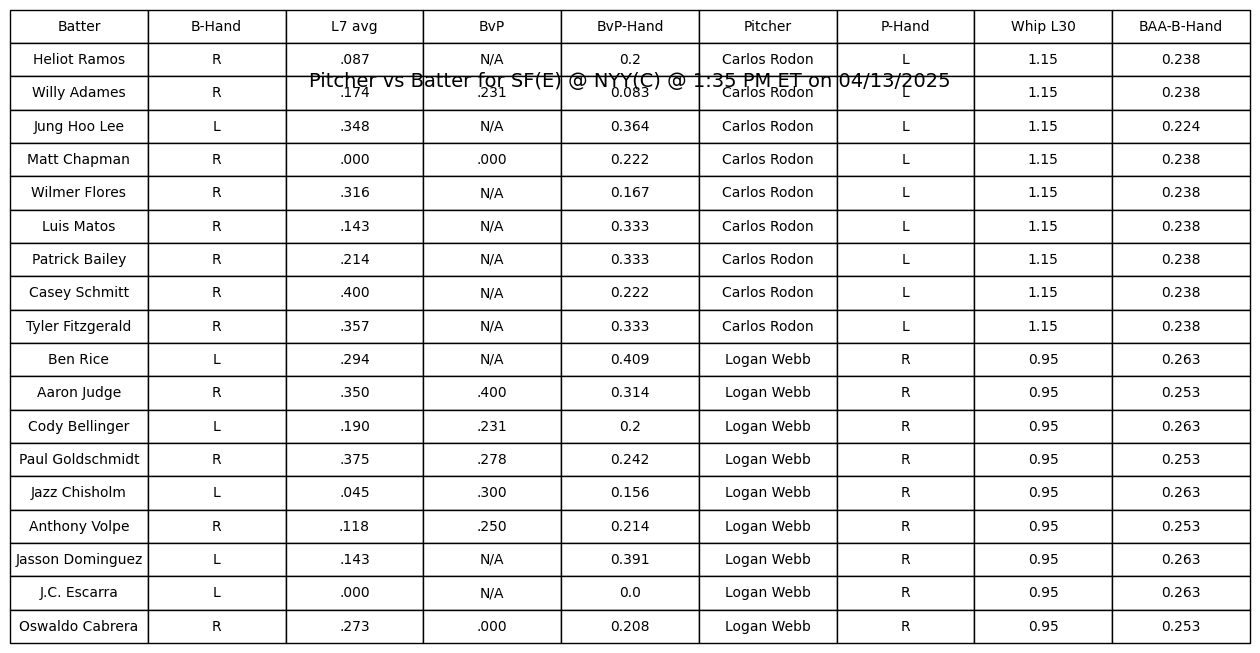 Batter B-Hand L7 avg BvP BvP-Hand Pitcher P-Hand Whip L30 BAA-B-Hand
Heliot Ramos R .087 N/A 0.2 Carlos Rodon L 1.15 0.238
Pitcher vs Batter for SF(E) @ NYY(C) @ 1:35 PM ET on 04/13/2025
Willy Adames R .174 .231 0.083 Carlos Rodon L 1.15 0.238
Jung Hoo Lee L .348 N/A 0.364 Carlos Rodon L 1.15 0.224
Matt Chapman R .000 .000 0.222 Carlos Rodon L 1.15 0.238
Wilmer Flores R .316 N/A 0.167 Carlos Rodon L 1.15 0.238
Luis Matos R .143 N/A 0.333 Carlos Rodon L 1.15 0.238
Patrick Bailey R .214 N/A 0.333 Carlos Rodon L 1.15 0.238
Casey Schmitt R .400 N/A 0.222 Carlos Rodon L 1.15 0.238
Tyler Fitzgerald R .357 N/A 0.333 Carlos Rodon L 1.15 0.238
Ben Rice L .294 N/A 0.409 Logan Webb R 0.95 0.263
Aaron Judge R .350 .400 0.314 Logan Webb R 0.95 0.253
Cody Bellinger L .190 .231 0.2 Logan Webb R 0.95 0.263
Paul Goldschmidt R .375 .278 0.242 Logan Webb R 0.95 0.253
Jazz Chisholm L .045 .300 0.156 Logan Webb R 0.95 0.263
Anthony Volpe R .118 .250 0.214 Logan Webb R 0.95 0.253
Jasson Dominguez L .143 N/A 0.391 Logan Webb R 0.95 0.263
J.C. Escarra L .000 N/A 0.0 Logan Webb R 0.95 0.263
Oswaldo Cabrera R .273 .000 0.208 Logan Webb R 0.95 0.253